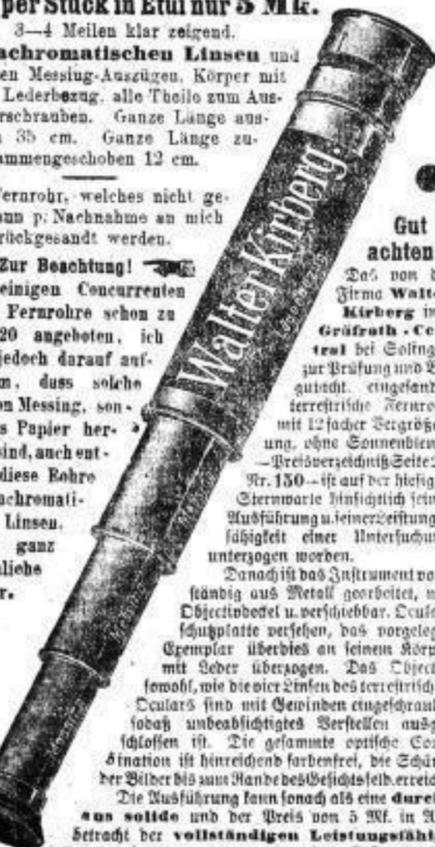 per Stück in Etui nur 5 Mk.
3—4 Meilen klar zeigend.
achromatischen Linsen und
en Messing-Auszügen, Körper mit
Lederbezug, alle Theile zum Aus-
rschrauben. Ganze Länge aus-
35 cm. Ganze Länge zu-
ammengeschoben 12 cm.
Fernrohr, welches nicht ge-
ann p. Nachnahme an mich
rückgesandt werden.
Zur Beachtung!
einigen Concurrenten
Fernrohre schon zu
20 angeboten, ich
jedoch darauf auf-
m, dass solche
on Messing, son-
s Papier her-
sind, auch ent-
diese Rohre
achromati-
Linsen,
ganz
nliche
r.
Walter Kirberg.
Gut
achten
Das von d
Firma Walt
Kirberg in
Gräfrath-Ce
tral bei Soling
zur Prüfung und B
gutacht. eingesand
terrestrische Fernro
mit 12facher Vergröße
ung, ohne Sonnenblen
—Preisverzeichniß Seite
Nr. 150—ist auf der hiesig
Sternwarte hinsichtlich sein
Ausführung u. seiner Leistung
fähigkeit einer Untersuchu
unterzogen worden.
Danach ist das Instrument vo
ständig aus Metall gearbeitet, m
Objectivdeckel u. verschiebbar. Ocula
schutzplatte versehen, das vorgeleg
Exemplar überdies an seinem Körp
mit Leder überzogen. Das Object
sowohl, wie die vier Linsen des terrestrisch
Oculars sind mit Gewinden eingeschrau
sodaß unbeabsichtigtes Verstellen ausg
schlossen ist. Die gesammte optische Co
bination ist hinreichend farbenfrei, die Schä
der Bilder bis zum Rande des Gesichtsfeld. erreic
Die Ausführung kann sonach als eine durch
aus solide und der Preis von 5 Mk. in A
betracht der vollständigen Leistungsfähi